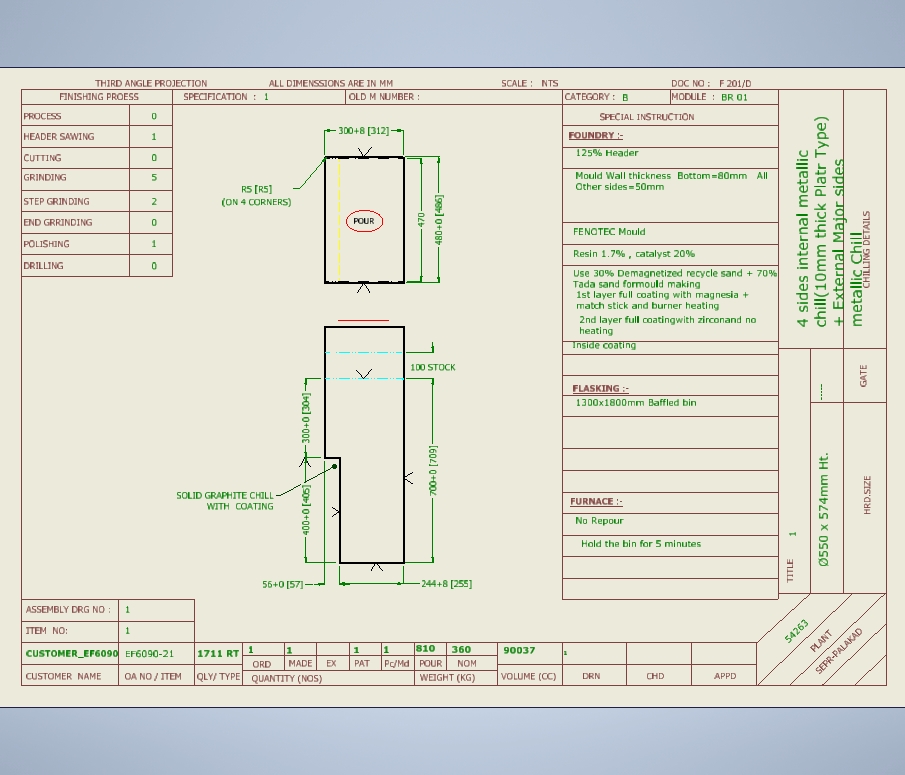 THIRD ANGLE PROJECTION ALL DIMENSSIONS ARE IN MM SCALE : NTS DOC NO : F 201/D
FINISHING PROESS SPECIFICATION : 1 OLD M NUMBER : CATEGORY : B MODULE : BR 01
PROCESS 0
HEADER SAWING 1
CUTTING 0
GRINDING 5
STEP GRINDING 2
END GRRINDING 0
POLISHING 1
DRILLING 0
300+8 [312]
R5 [R5]
(ON 4 CORNERS)
POUR
470
480+0 [486]
100 STOCK
300+0 [304]
700+0 [709]
SOLID GRAPHITE CHILL
WITH COATING
400+0 [405]
56+0 [57]
244+8 [255]
SPECIAL INSTRUCTION
FOUNDRY :-
125% Header
Mould Wall thickness Bottom=80mm All
Other sides=50mm
FENOTEC Mould
Resin 1.7% , catalyst 20%
Use 30% Demagnetized recycle sand + 70%
Tada sand formould making
1st layer full coating with magnesia +
match stick and burner heating
2nd layer full coatingwith zirconand no
heating
Inside coating
FLASKING :-
1300x1800mm Baffled bin
FURNACE :-
No Repour
Hold the bin for 5 minutes
4 sides internal metallic
chill(10mm thick Platr Type)
+ External Major sides
metallic Chill
CHILLING DETAILS
-----
GATE
Ø550 x 574mm Ht.
HRD.SIZE
TITLE 1
54263
PLANT
SEPR-PALAKAD
ASSEMBLY DRG NO : 1
ITEM NO: 1
CUSTOMER_EF6090 EF6090-21 1711 RT 1 1 1 1 810 360 90037 1
ORD MADE EX PAT Pc/Md POUR NOM
CUSTOMER NAME OA NO / ITEM QLY/ TYPE QUANTITY (NOS) WEIGHT (KG) VOLUME (CC) DRN CHD APPD